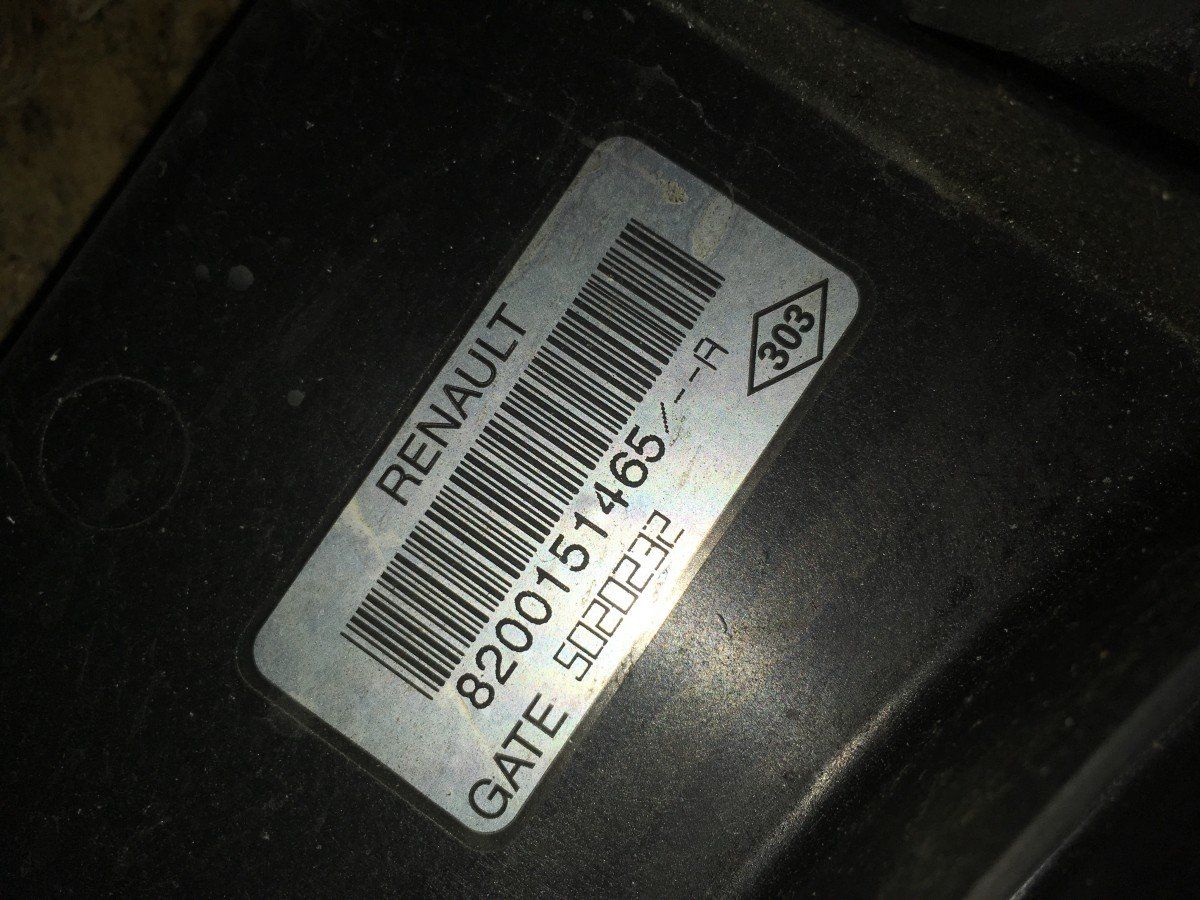 RENAULT
8200151465/--A
GATE 5020232
303